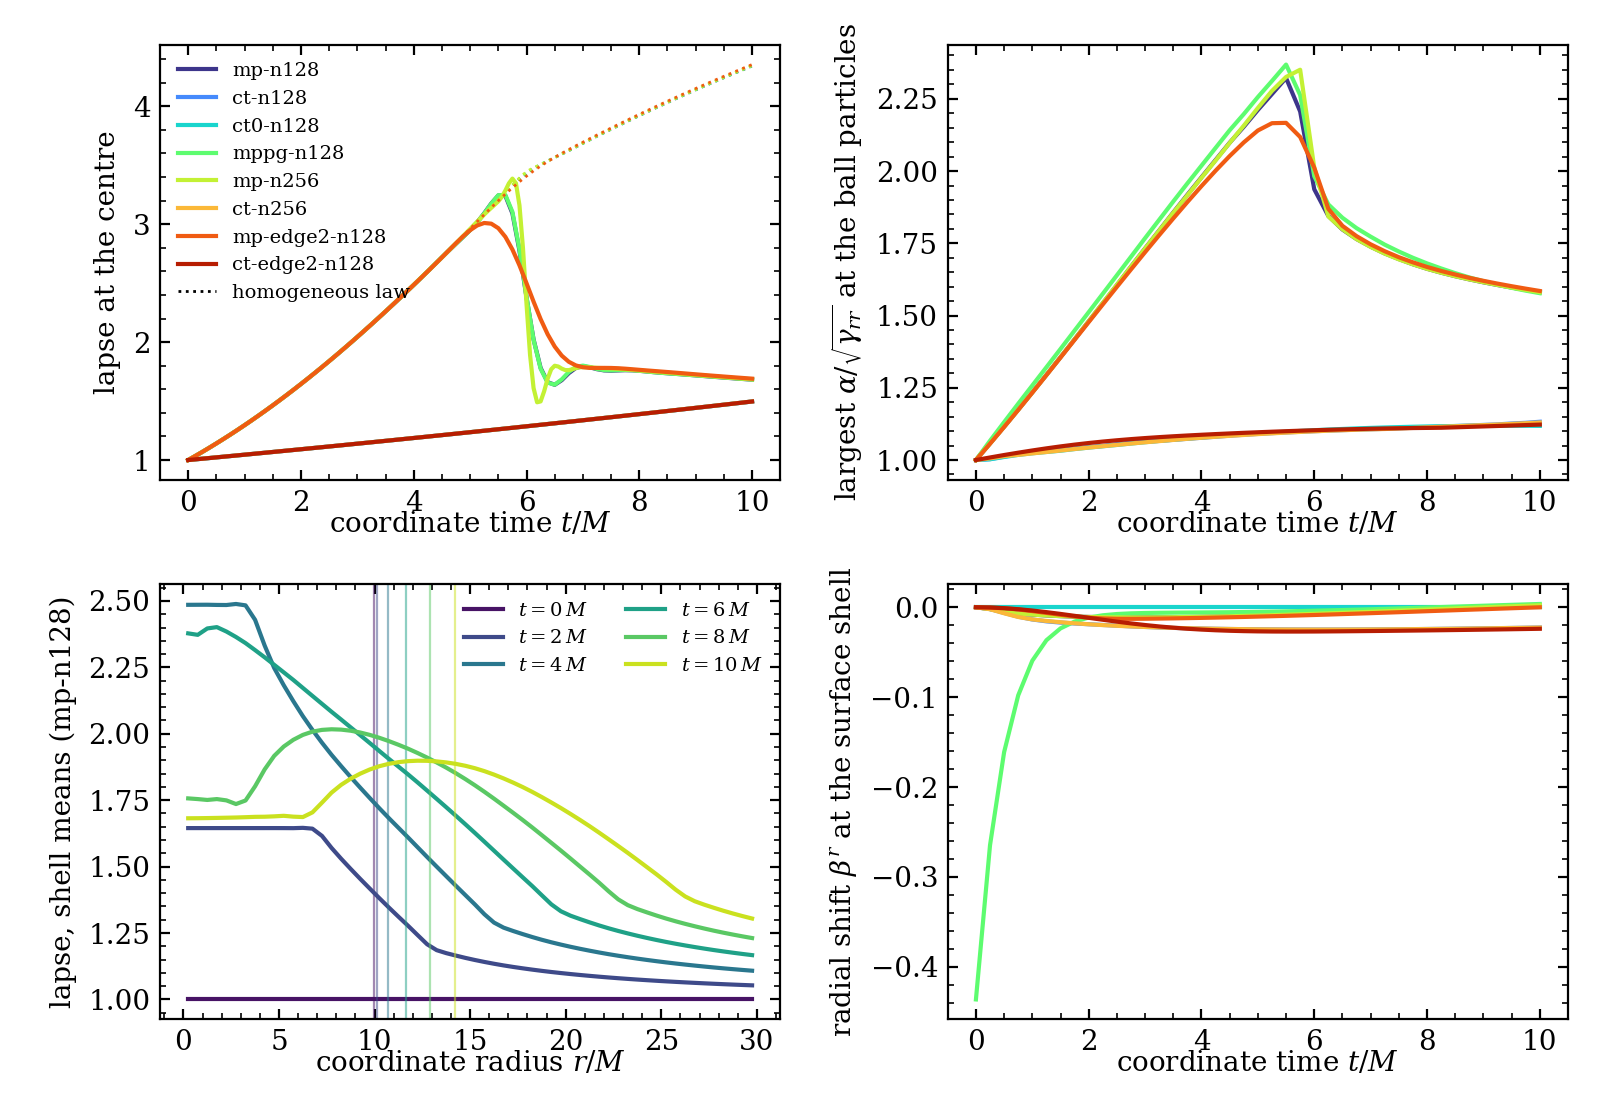 lapse at the centre
4
3
2
1
mp-n128
ct-n128
ct0-n128
mppg-n128
mp-n256
ct-n256
mp-edge2-n128
ct-edge2-n128
homogeneous law
0 2 4 6 8 10
coordinate time t/M
largest α/√γrr at the ball particles
2.25
2.00
1.75
1.50
1.25
1.00
0 2 4 6 8 10
coordinate time t/M
lapse, shell means (mp-n128)
2.50
2.25
2.00
1.75
1.50
1.25
1.00
t = 0 M
t = 2 M
t = 4 M
t = 6 M
t = 8 M
t = 10 M
0 5 10 15 20 25 30
coordinate radius r/M
radial shift βr at the surface shell
0.0
−0.1
−0.2
−0.3
−0.4
0 2 4 6 8 10
coordinate time t/M